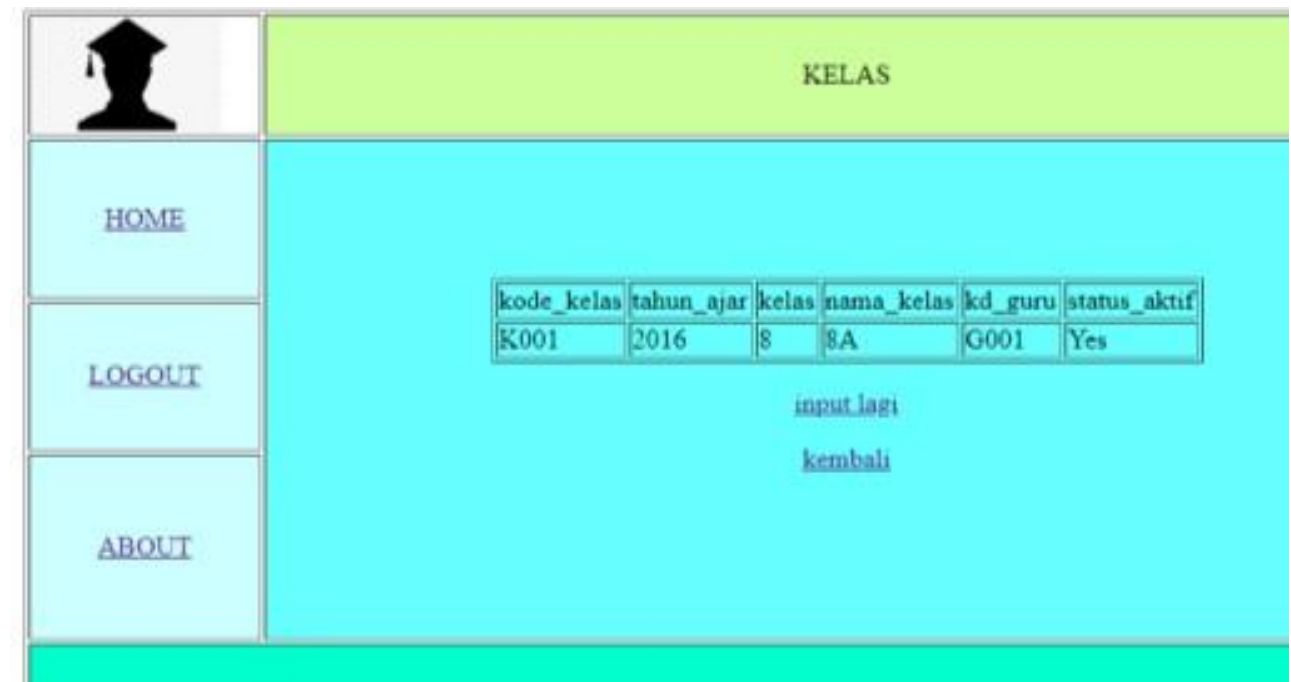 KELAS
HOME
LOGOUT
ABOUT
kode_kelas tahun_ajar kelas nama_kelas kd_guru status_aktif
K001 2016 8 8A G001 Yes
input lagi
kembali